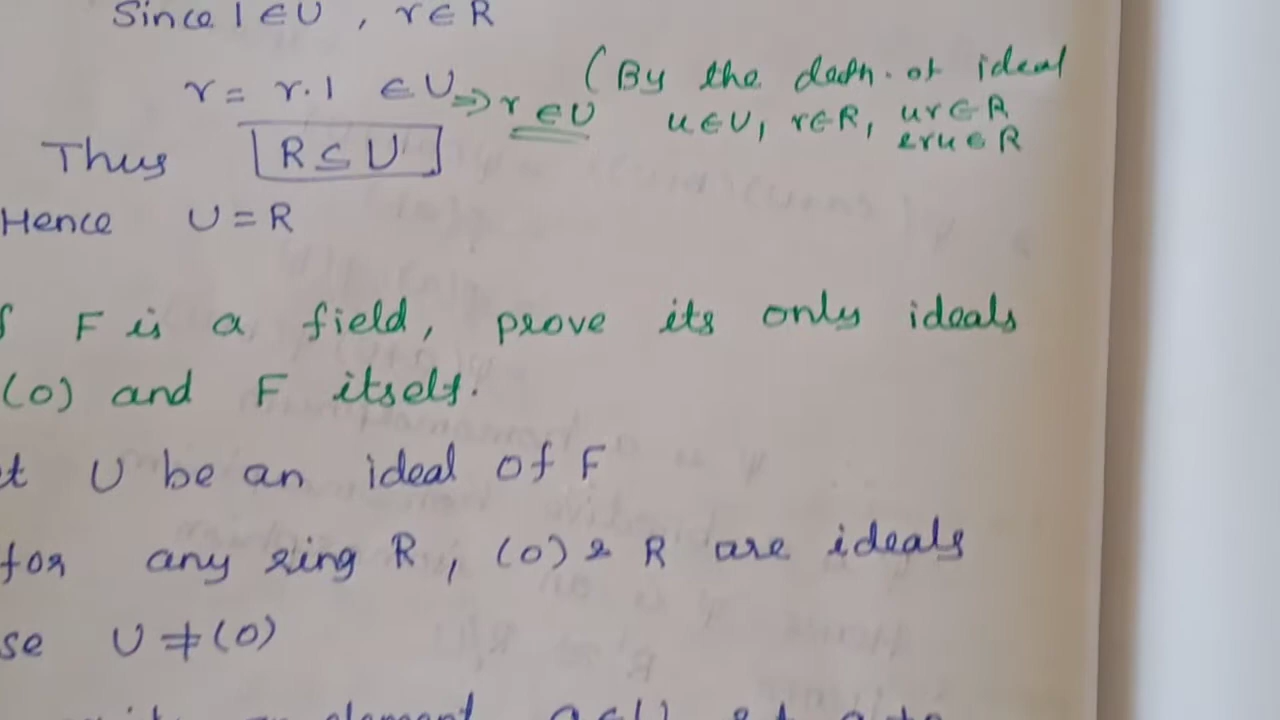 Since 1 ∈ U , r ∈ R
r = r.1 ∈ U ⇒ r ∈ U (By the defn. of ideal
u ∈ U, r ∈ R, ur ∈ R
& ru ∈ R
Thus R ⊆ U
Hence U = R
F is a field, prove its only ideals
(0) and F itself.
U be an ideal of F
for any ring R, (0) & R are ideals
se U ≠ (0)
element a ∈ U